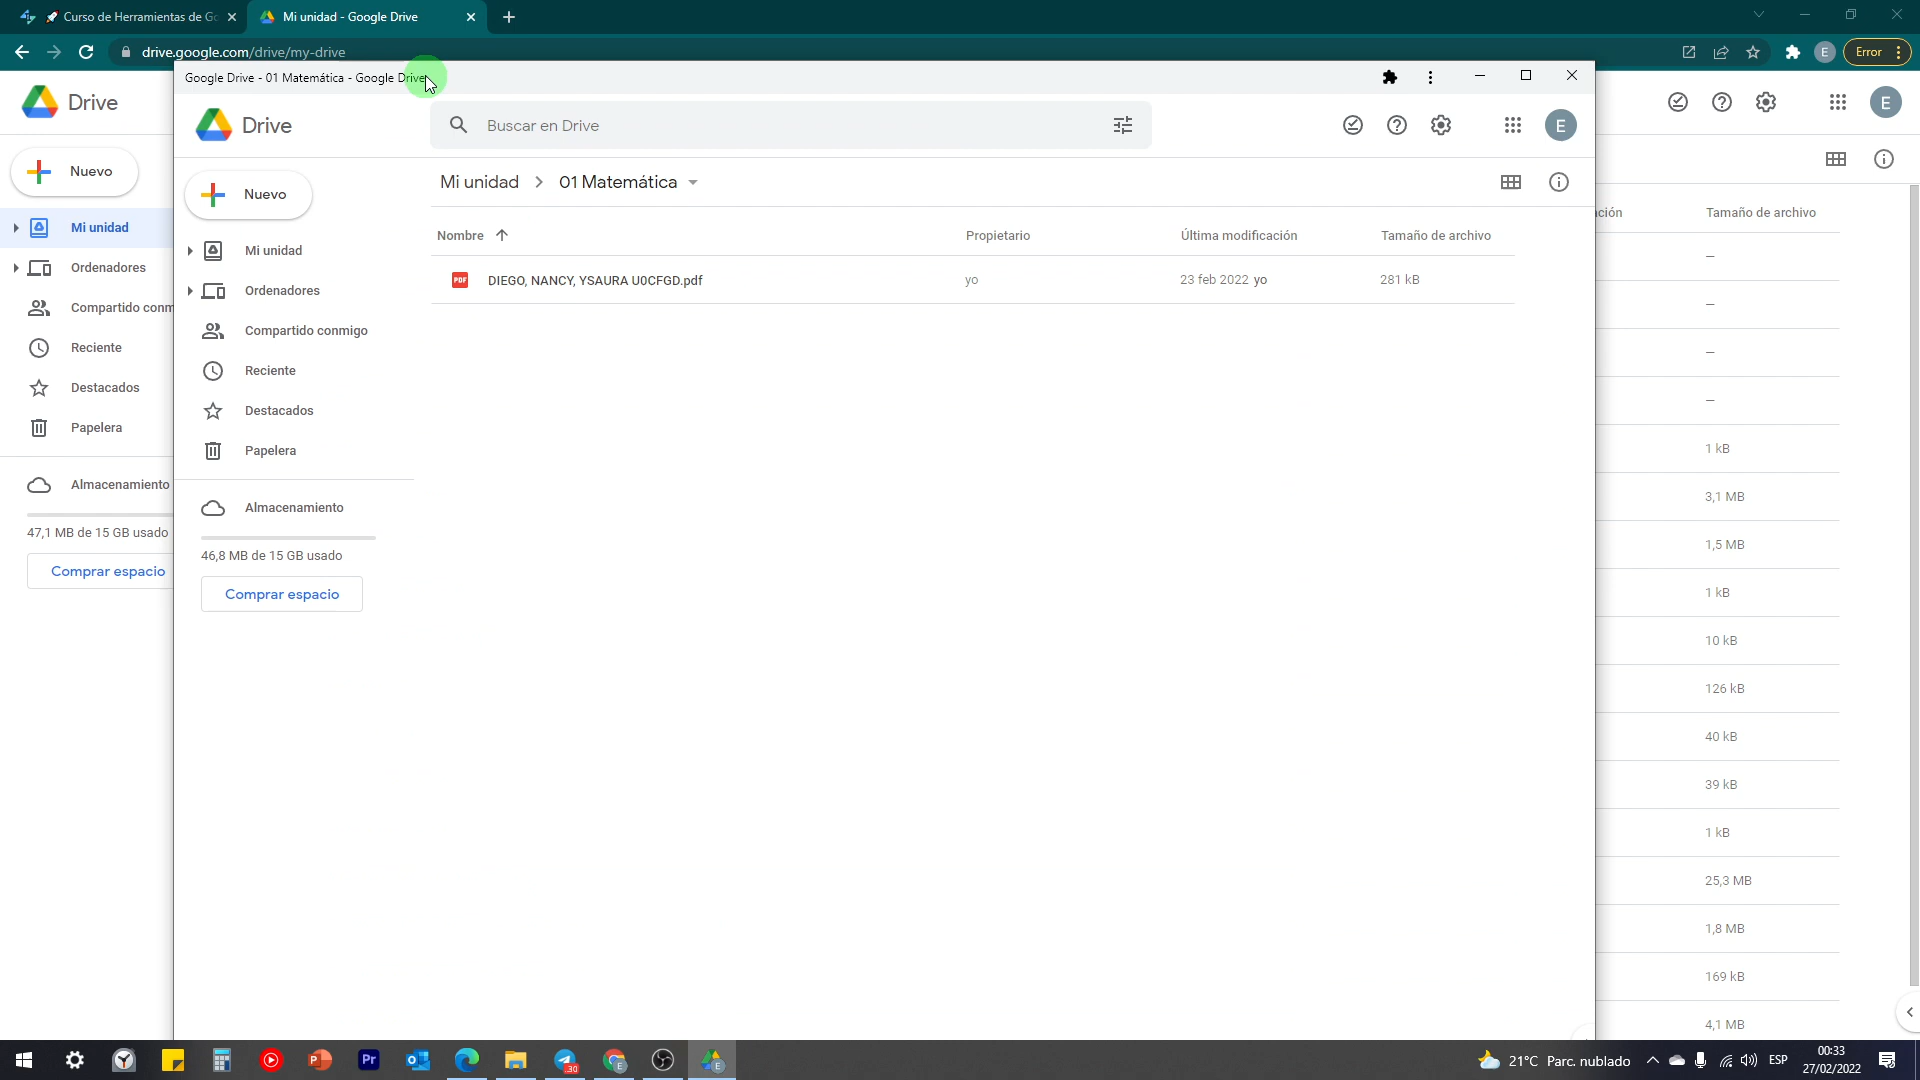 Curso de Herramientas de Go
Mi unidad - Google Drive
drive.google.com/drive/my-drive
E
Error
Google Drive - 01 Matemática - Google Drive
Drive
Drive
Buscar en Drive
E
E
Nuevo
Nuevo
Mi unidad > 01 Matemática
Mi unidad
Ordenadores
Compartido conm
Reciente
Destacados
Papelera
Almacenamiento
47,1 MB de 15 GB usado
Comprar espacio
Mi unidad
Ordenadores
Compartido conmigo
Reciente
Destacados
Papelera
Almacenamiento
46,8 MB de 15 GB usado
Comprar espacio
Nombre Propietario Última modificación Tamaño de archivo
PDF DIEGO, NANCY, YSAURA U0CFGD.pdf yo 23 feb 2022 yo 281 kB
ción Tamaño de archivo
–
–
–
–
1 kB
3,1 MB
1,5 MB
1 kB
10 kB
126 kB
40 kB
39 kB
1 kB
25,3 MB
1,8 MB
169 kB
4,1 MB
P
Pr
30
E
E
21°C Parc. nublado
ESP
00:33
27/02/2022